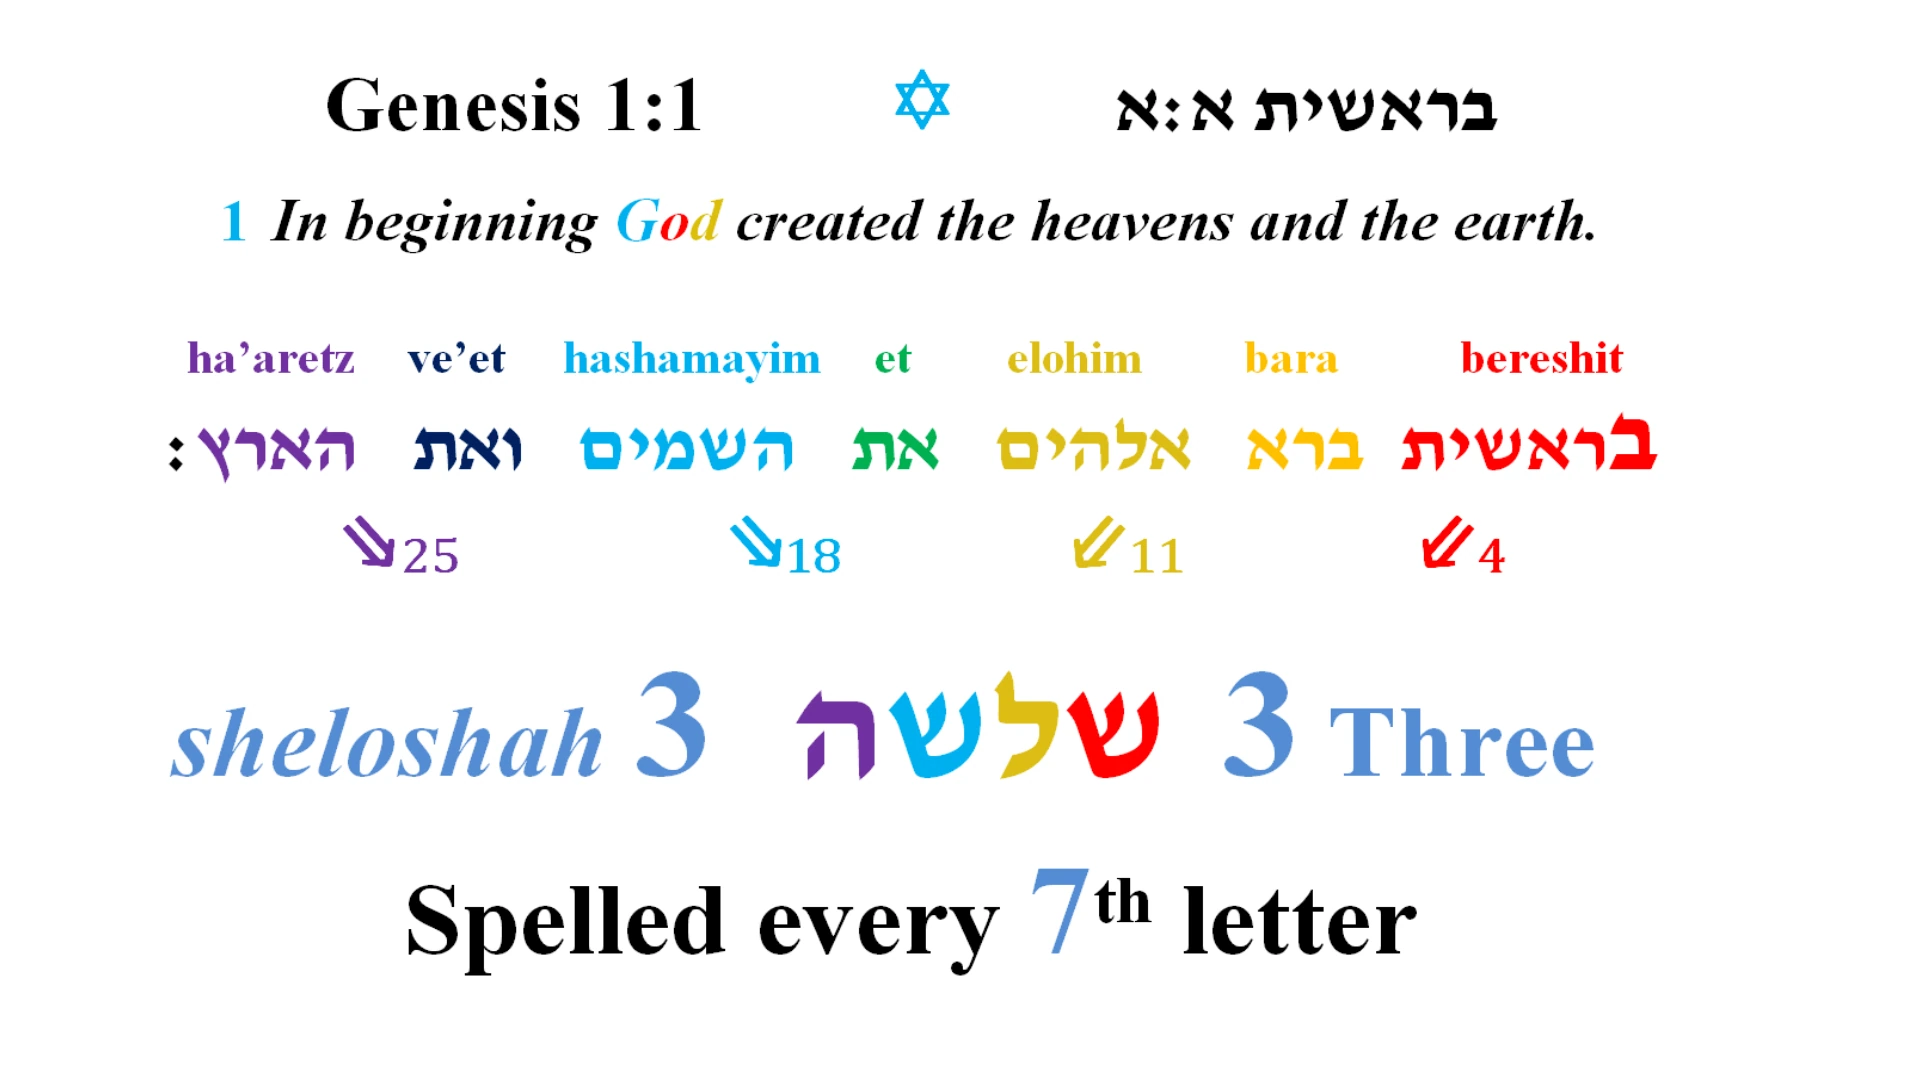 Genesis 1:1 ✡ בראשית א:א
1 In beginning God created the heavens and the earth.
ha’aretz ve’et hashamayim et elohim bara bereshit
בראשית ברא אלהים את השמים ואת הארץ:
⇘25 ⇘18 ⇙11 ⇙4
sheloshah 3 שלשה 3 Three
Spelled every 7th letter